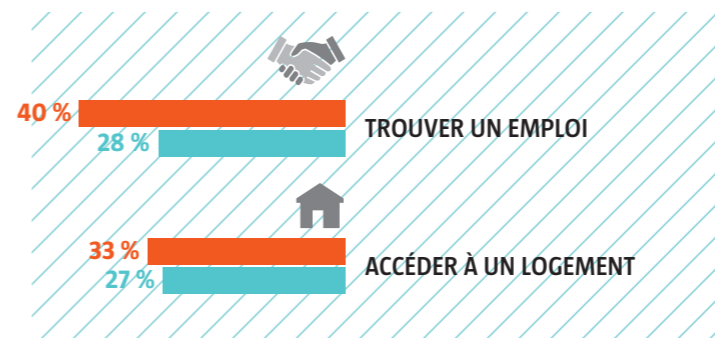 40 %
28 %
TROUVER UN EMPLOI
33 %
27 %
ACCÉDER À UN LOGEMENT